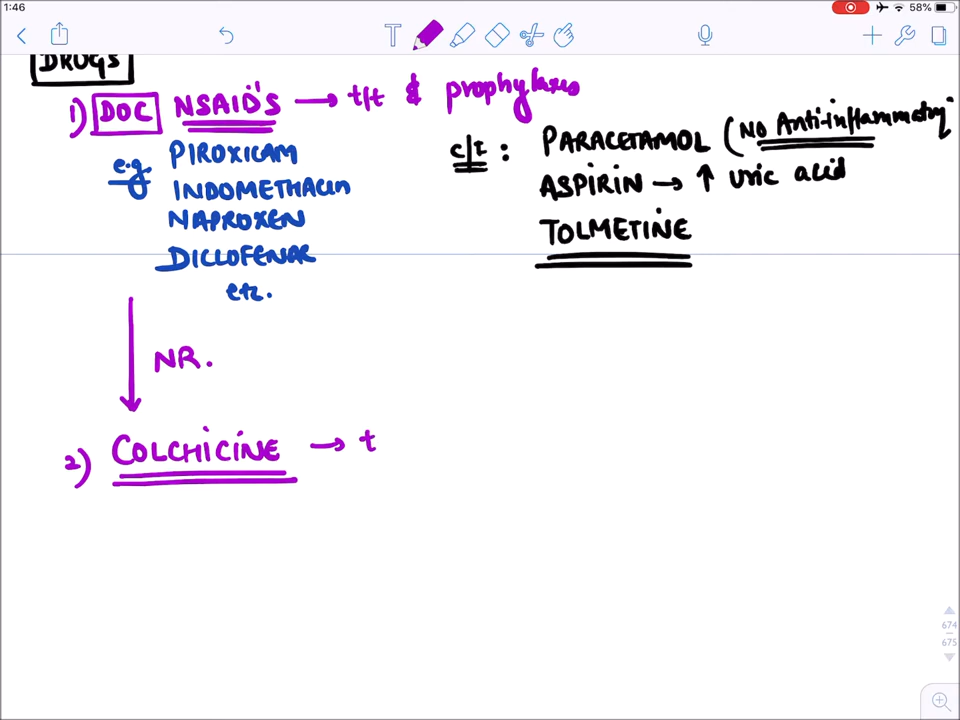 1:46
58%
T
DRUGS
1) DOC NSAID'S → t/t & prophylaxis
e.g. PIROXICAM
INDOMETHACIN
NAPROXEN
DICLOFENAC
etc.
C/I : PARACETAMOL (NO Anti-inflammatry
ASPIRIN → ↑ uric acid
TOLMETINE
NR.
2) COLCHICINE → t
674
675